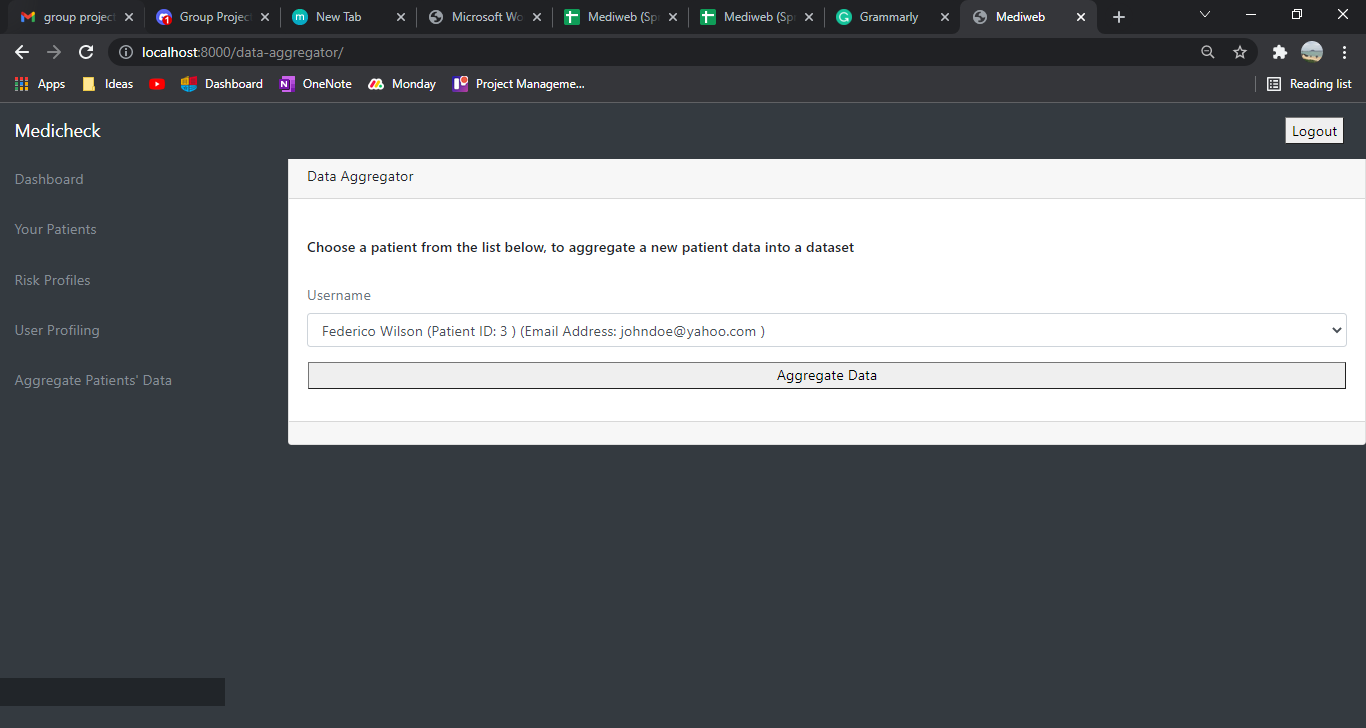 group project
Group Project
New Tab
Microsoft Wo
Mediweb (Sp
Mediweb (Sp
Grammarly
Mediweb
localhost:8000/data-aggregator/
Apps
Ideas
Dashboard
OneNote
Monday
Project Manageme...
Reading list
Medicheck
Logout
Dashboard
Your Patients
Risk Profiles
User Profiling
Aggregate Patients' Data
Data Aggregator
Choose a patient from the list below, to aggregate a new patient data into a dataset
Username
Federico Wilson (Patient ID: 3 ) (Email Address: johndoe@yahoo.com )
Aggregate Data